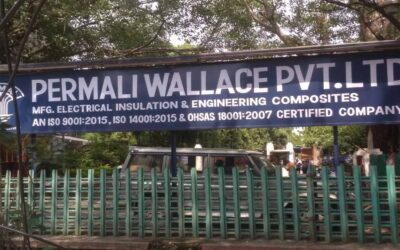 PERMALI WALLACE PVT.LTD
MFG. ELECTRICAL INSULATION & ENGINEERING COMPOSITES
AN ISO 9001:2015, ISO 14001:2015 & OHSAS 18001:2007 CERTIFIED COMPANY